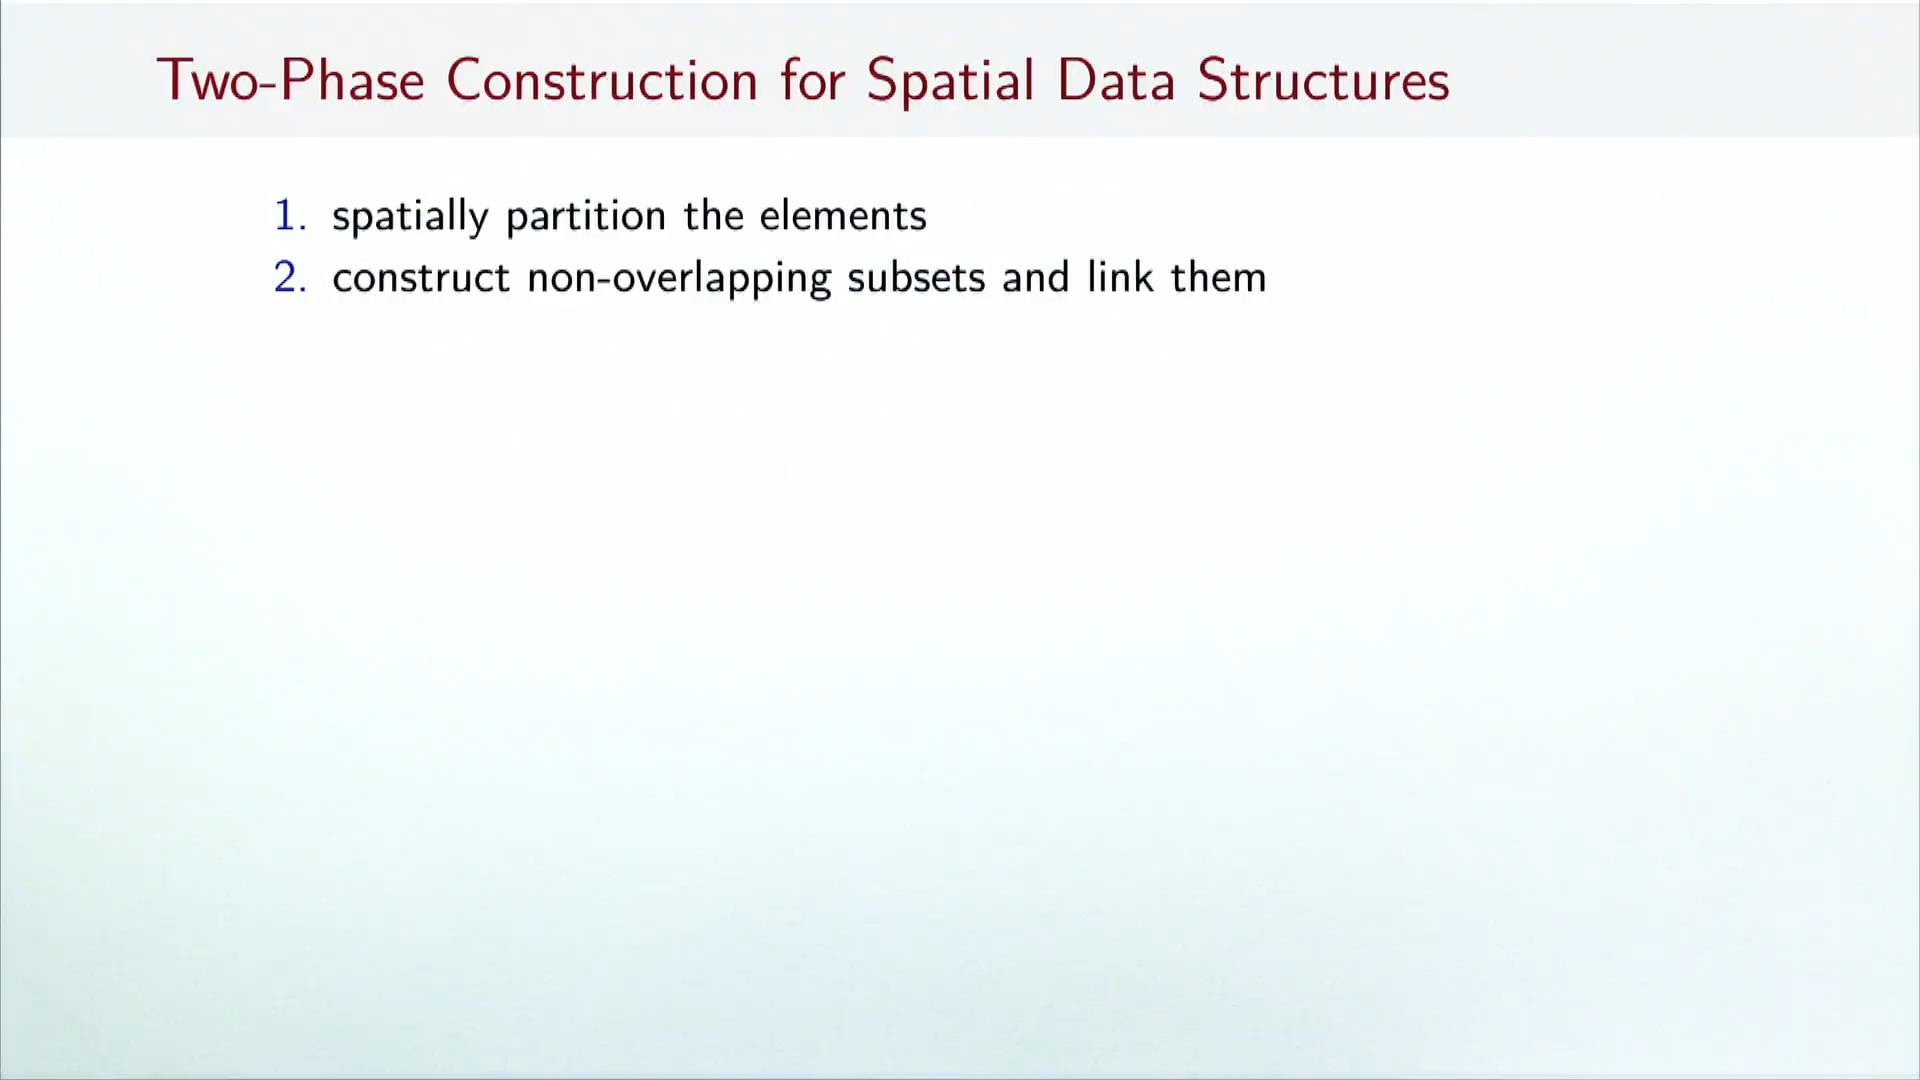 Two-Phase Construction for Spatial Data Structures
1. spatially partition the elements
2. construct non-overlapping subsets and link them